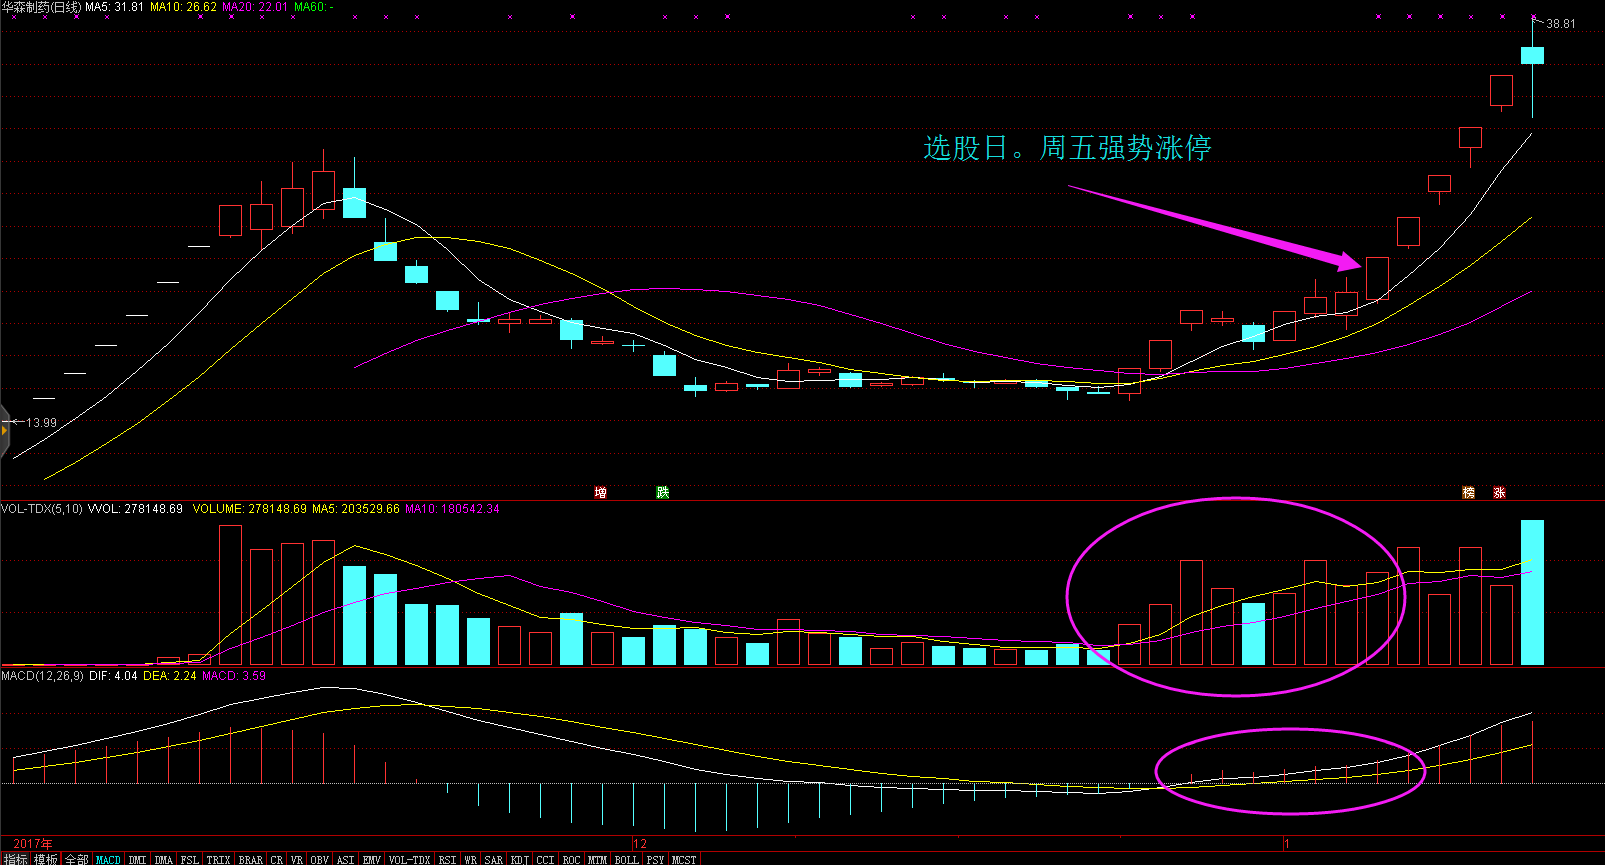 华森制药(日线) MA5: 31.81 MA10: 26.62 MA20: 22.01 MA60: -
38.81
选股日。周五强势涨停
13.99
增 跌 榜 涨
VOL-TDX(5,10) VVOL: 278148.69 VOLUME: 278148.69 MA5: 203529.66 MA10: 180542.34
MACD(12,26,9) DIF: 4.04 DEA: 2.24 MACD: 3.59
2017年 12 1
指标 模板 全部 MACD DMI DMA FSL TRIX BRAR CR VR OBV ASI EMV VOL-TDX RSI WR SAR KDJ CCI ROC MTM BOLL PSY MCST